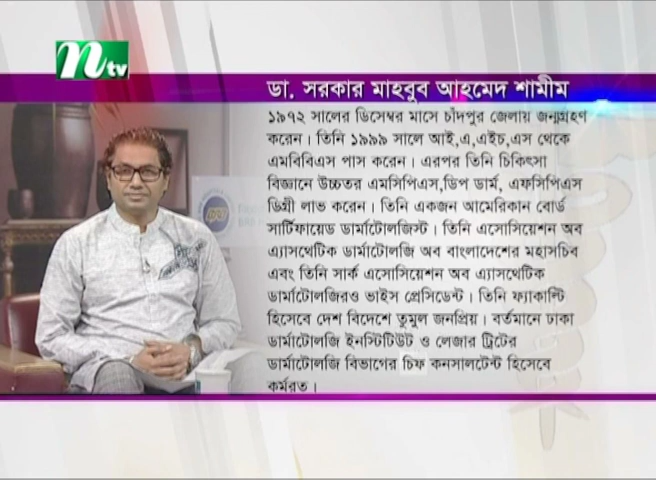 ntv
ডা. সরকার মাহবুব আহমেদ শামীম
১৯৭২ সালের ডিসেম্বর মাসে চাঁদপুর জেলায় জন্মগ্রহণ
করেন। তিনি ১৯৯৯ সালে আই,এ,এইচ,এস থেকে
এমবিবিএস পাস করেন। এরপর তিনি চিকিৎসা
বিজ্ঞানে উচ্চতর এমসিপিএস,ডিপ ডার্ম, এফসিপিএস
ডিগ্রী লাভ করেন। তিনি একজন আমেরিকান বোর্ড
সার্টিফায়েড ডার্মাটোলজিস্ট। তিনি এসোসিয়েশন অব
এ্যাসথেটিক ডার্মাটোলজি অব বাংলাদেশের মহাসচিব
এবং তিনি সার্ক এসোসিয়েশন অব এ্যাসথেটিক
ডার্মাটোলজিরও ভাইস প্রেসিডেন্ট। তিনি ফ্যাকাল্টি
হিসেবে দেশ বিদেশে তুমুল জনপ্রিয়। বর্তমানে ঢাকা
ডার্মাটোলজি ইনস্টিটিউট ও লেজার ট্রিটের
ডার্মাটোলজি বিভাগের চিফ কনসালটেন্ট হিসেবে
কর্মরত।